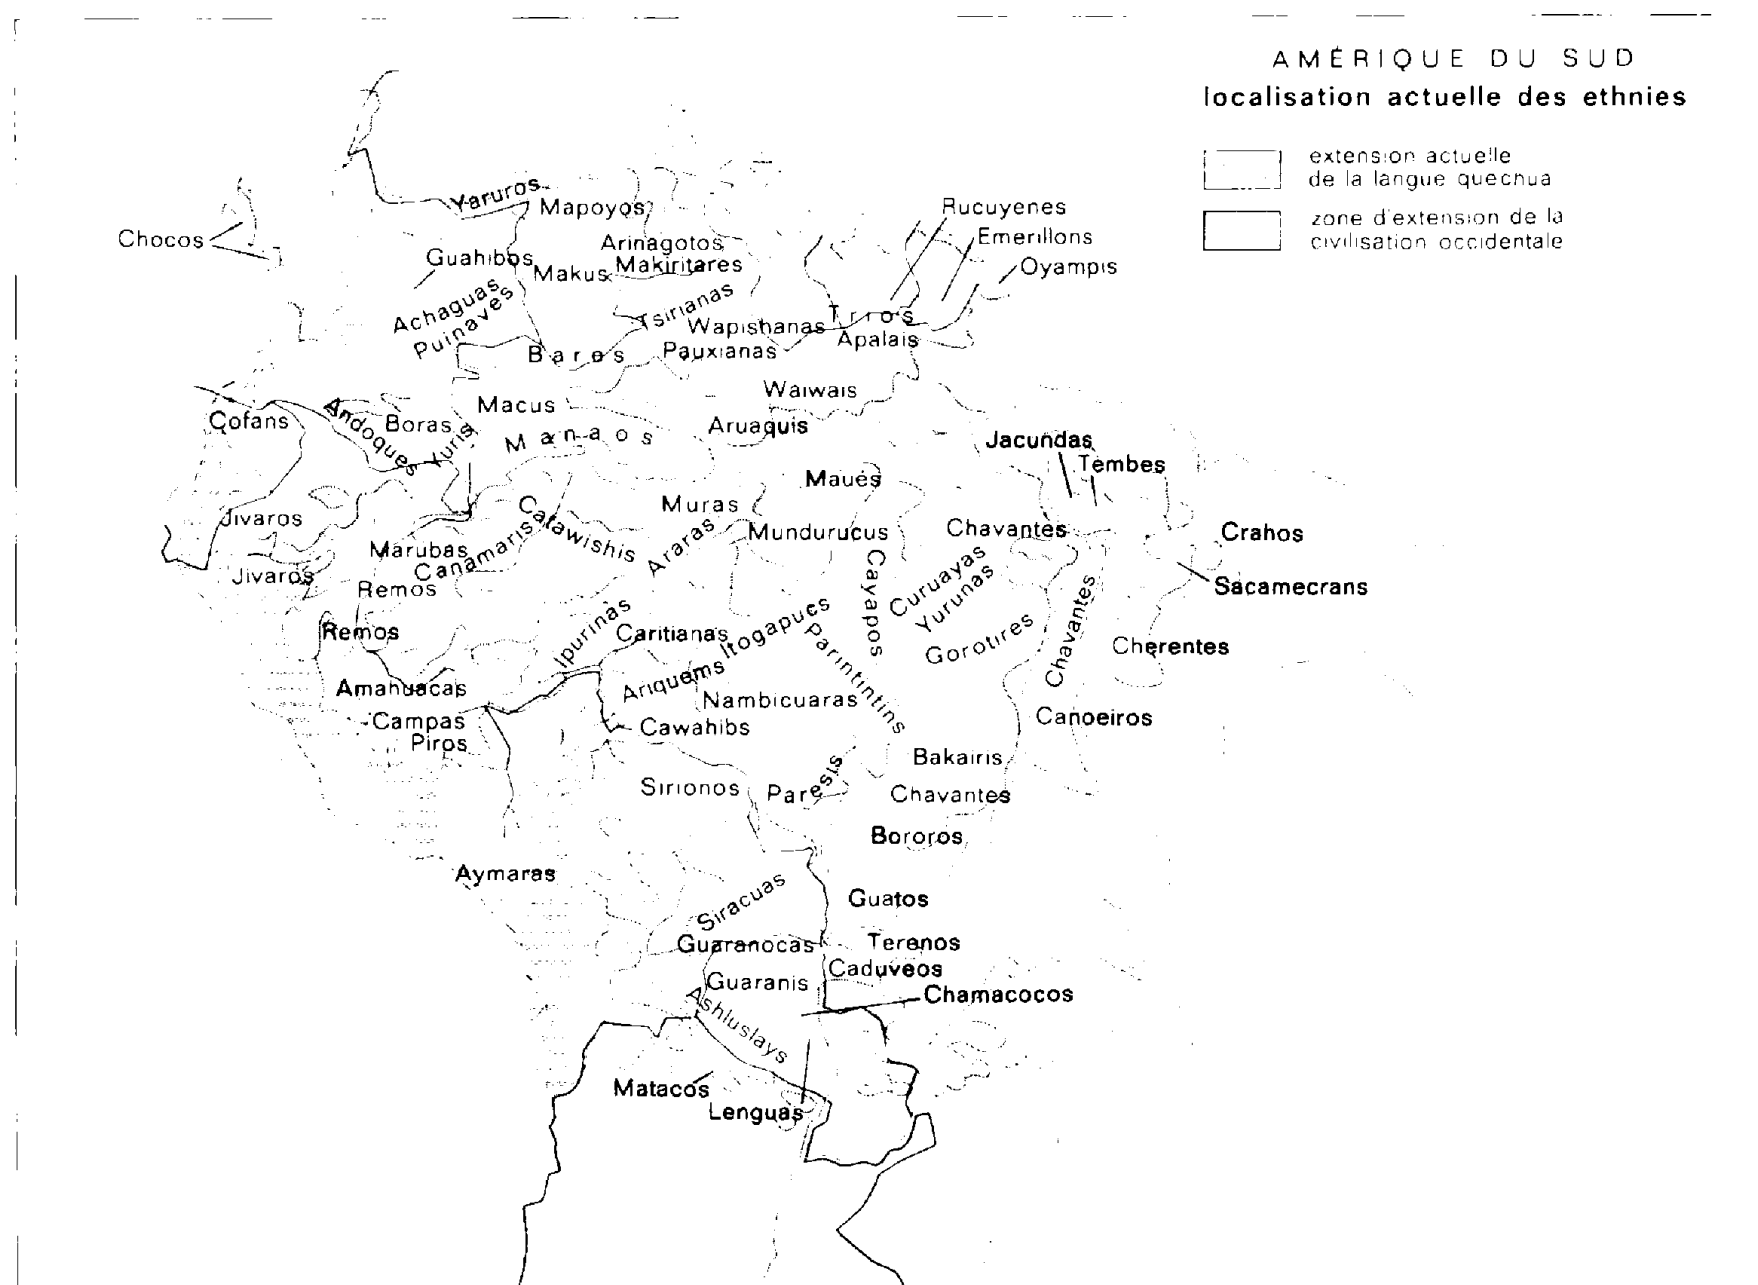 AMÉRIQUE DU SUD
localisation actuelle des ethnies
extension actuelle
de la langue quechua
zone d'extension de la
civilisation occidentale
Yaruros
Mapoyos
Rucuyenes
Emerillons
Oyampis
Chocos
Arinagotos
Guahibos
Makus
Makiritares
Achaguas
Puinaves
Tsirianas
Wapishanas
Trios
Apalais
Bares
Pauxianas
Waiwais
Macus
Cofans
Andoques
Boras
Yuris
Manaos
Aruaquis
Jacundas
Tembes
Maués
Muras
Jivaros
Catawishis
Araras
Mundurucus
Chavantes
Crahos
Marubas
Canamaris
Jivaros
Remos
Cayapos
Curuayas
Yurunas
Chavantes
Sacamecrans
Remos
Ipurinas
Caritianas
Itogapucs
Parintintins
Gorotires
Cherentes
Amahuacas
Ariquems
Nambicuaras
Campas
Piros
Cawahibs
Canoeiros
Bakairis
Sirionos
Paresis
Chavantes
Bororos
Aymaras
Siracuas
Guatos
Guaranocas
Terenos
Caduveos
Guaranis
Chamacocos
Ashluslays
Matacos
Lenguas